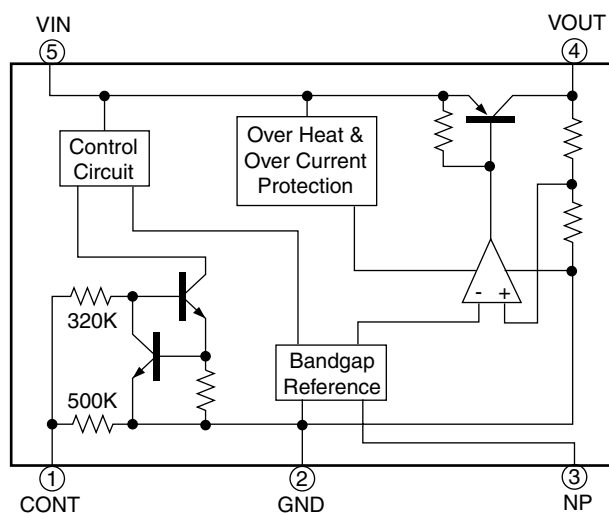 VIN
VOUT
5
4
Control
Circuit
Over Heat &
Over Current
Protection
- +
320K
500K
Bandgap
Reference
1
2
3
CONT
GND
NP